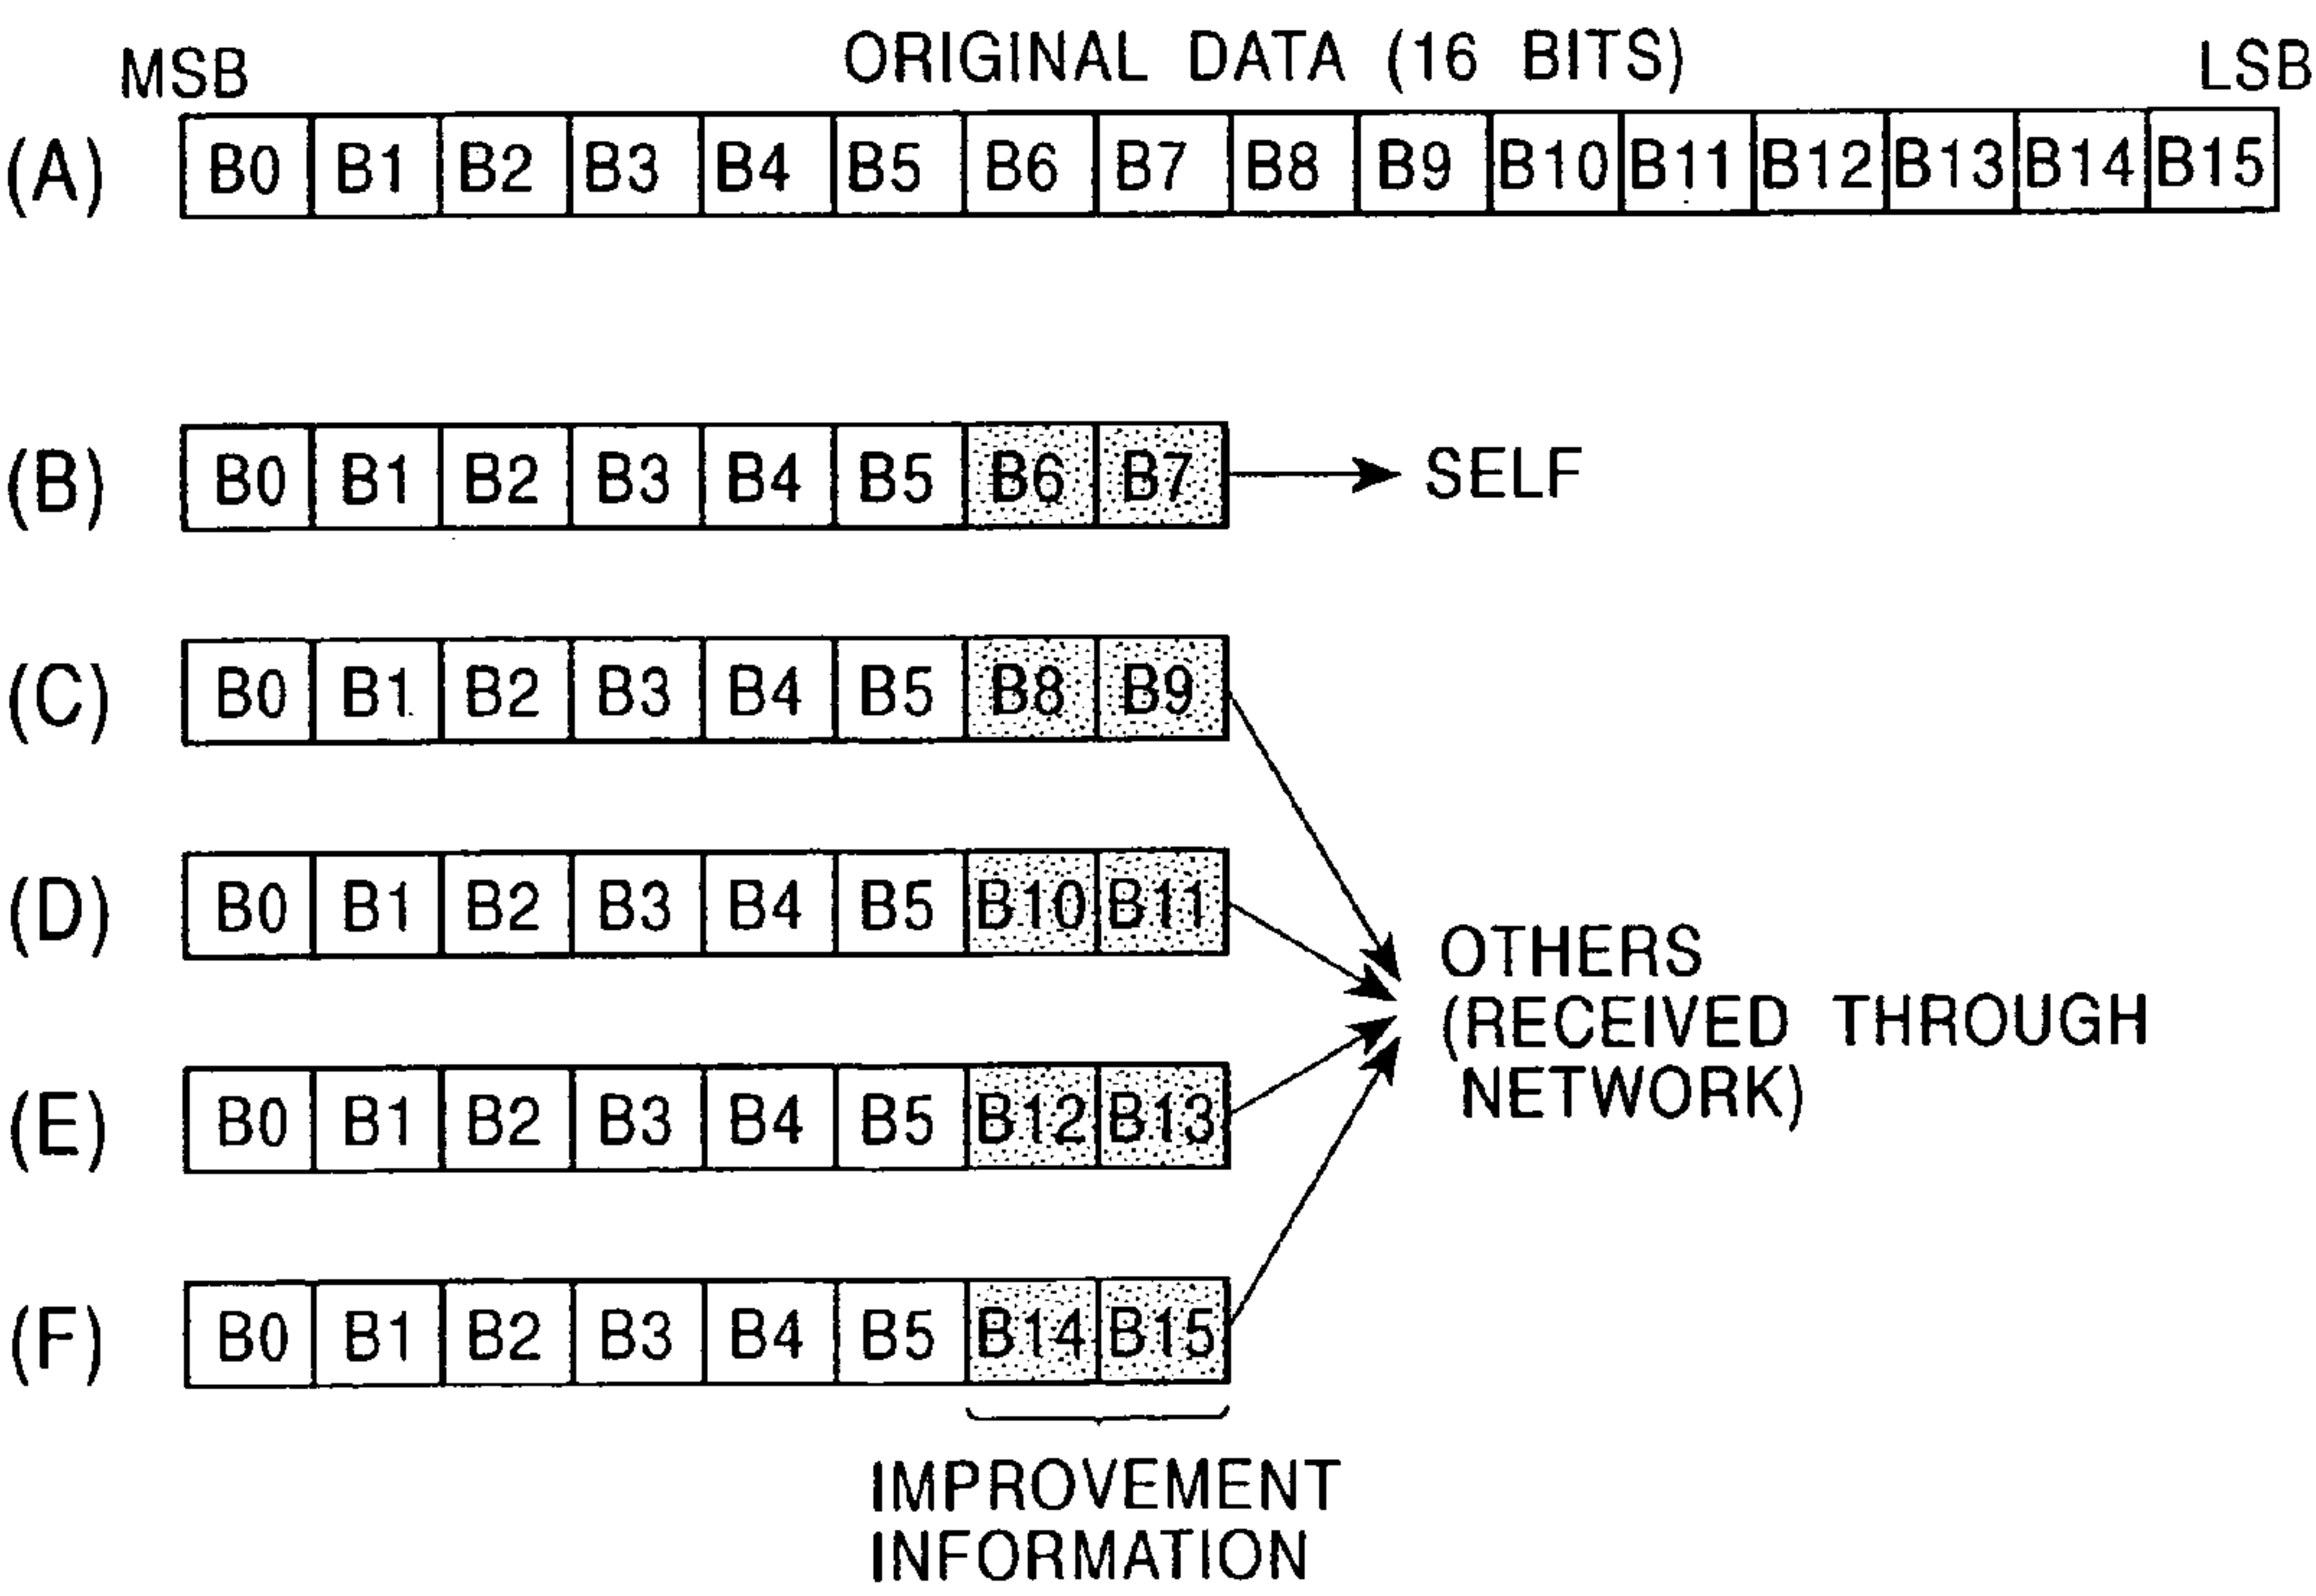 MSB ORIGINAL DATA (16 BITS) LSB
(A) B0 B1 B2 B3 B4 B5 B6 B7 B8 B9 B10 B11 B12 B13 B14 B15
(B) B0 B1 B2 B3 B4 B5 B6 B7 SELF
(C) B0 B1 B2 B3 B4 B5 B8 B9
(D) B0 B1 B2 B3 B4 B5 B10 B11
OTHERS
(RECEIVED THROUGH
NETWORK)
(E) B0 B1 B2 B3 B4 B5 B12 B13
(F) B0 B1 B2 B3 B4 B5 B14 B15
IMPROVEMENT
INFORMATION